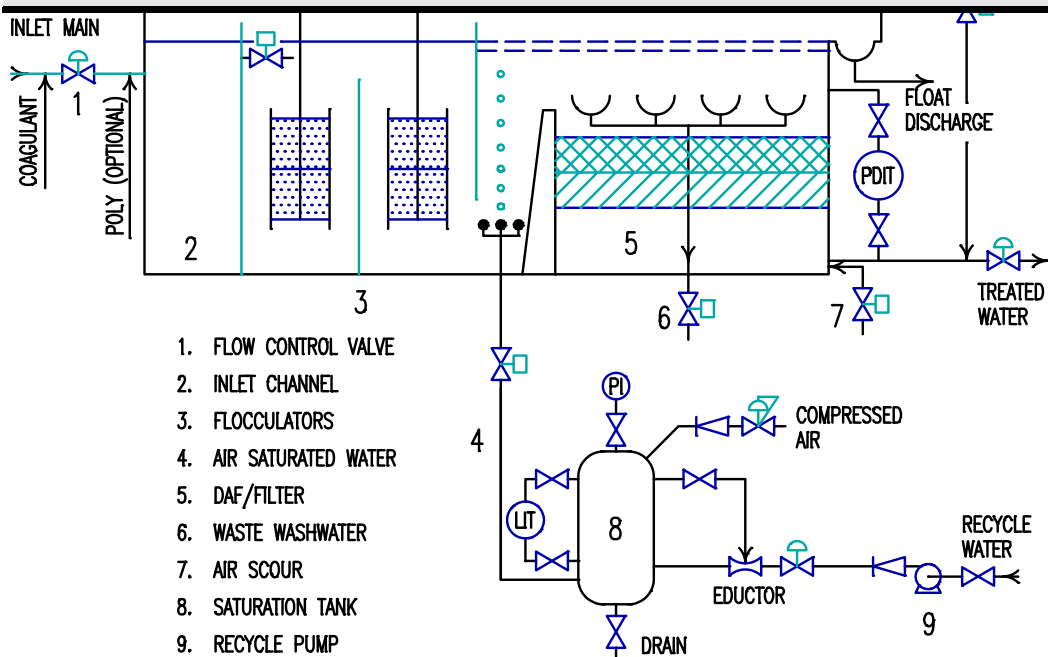 INLET MAIN
COAGULANT
1
POLY (OPTIONAL)
2
3
FLOAT
DISCHARGE
PDIT
5
6
7
TREATED
WATER
1. FLOW CONTROL VALVE
2. INLET CHANNEL
3. FLOCCULATORS
4. AIR SATURATED WATER
5. DAF/FILTER
6. WASTE WASHWATER
7. AIR SCOUR
8. SATURATION TANK
9. RECYCLE PUMP
4
PI
COMPRESSED
AIR
LIT
8
EDUCTOR
RECYCLE
WATER
9
DRAIN